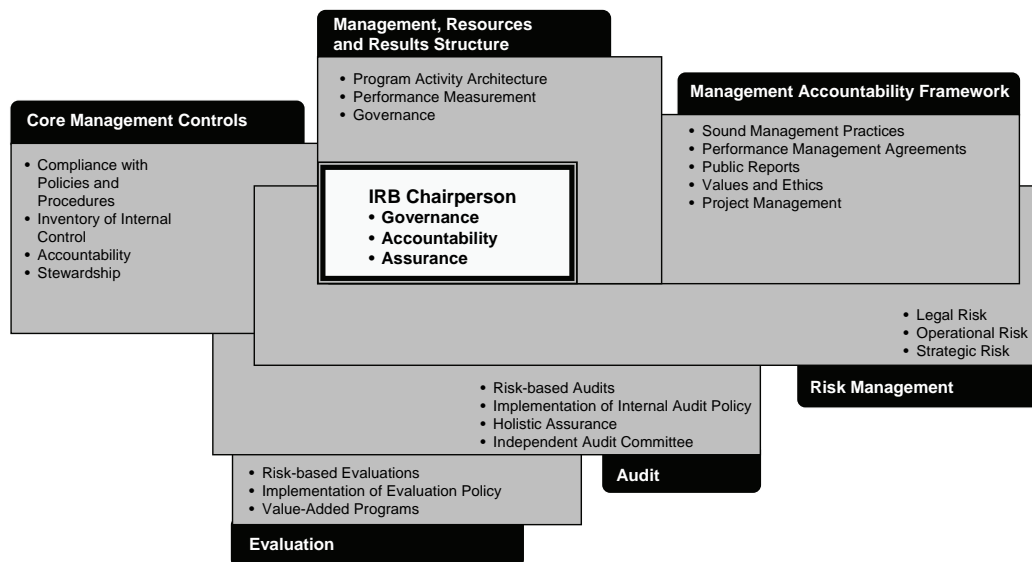 Management, Resources
and Results Structure
• Program Activity Architecture
• Performance Measurement
• Governance
Management Accountability Framework
• Sound Management Practices
• Performance Management Agreements
• Public Reports
• Values and Ethics
• Project Management
Core Management Controls
• Compliance with
Policies and
Procedures
• Inventory of Internal
Control
• Accountability
• Stewardship
IRB Chairperson
• Governance
• Accountability
• Assurance
• Legal Risk
• Operational Risk
• Strategic Risk
Risk Management
• Risk-based Audits
• Implementation of Internal Audit Policy
• Holistic Assurance
• Independent Audit Committee
Audit
• Risk-based Evaluations
• Implementation of Evaluation Policy
• Value-Added Programs
Evaluation